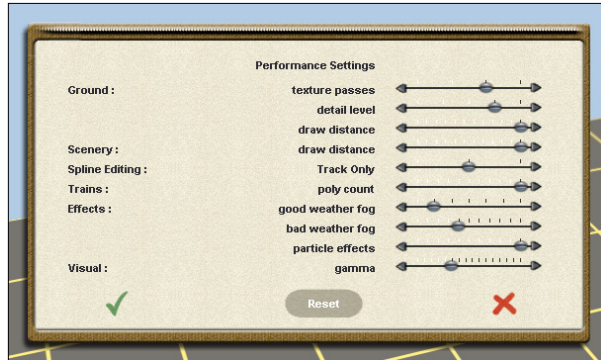 Performance Settings
Ground : texture passes
detail level
draw distance
Scenery : draw distance
Spline Editing : Track Only
Trains : poly count
Effects : good weather fog
bad weather fog
particle effects
Visual : gamma
Reset